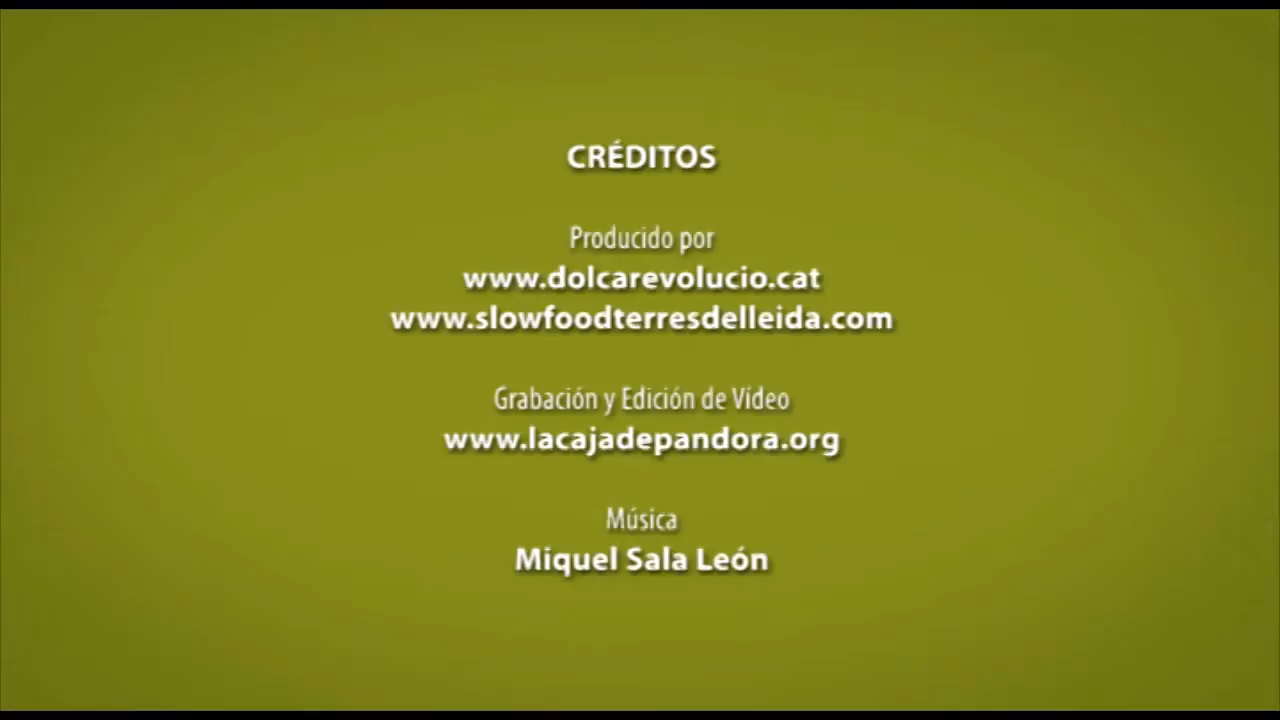 CRÉDITOS
Producido por
www.dolcarevolucio.cat
www.slowfoodterresdelleida.com
Grabación y Edición de Vídeo
www.lacajadepandora.org
Música
Miquel Sala León